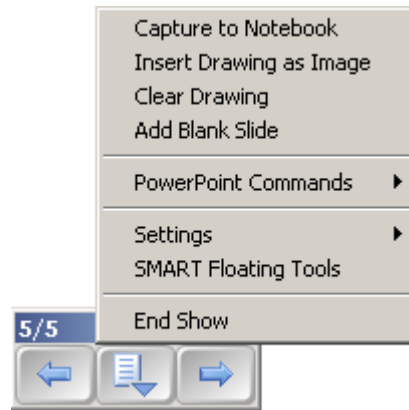 Capture to Notebook
Insert Drawing as Image
Clear Drawing
Add Blank Slide
PowerPoint Commands
Settings
SMART Floating Tools
End Show
5/5